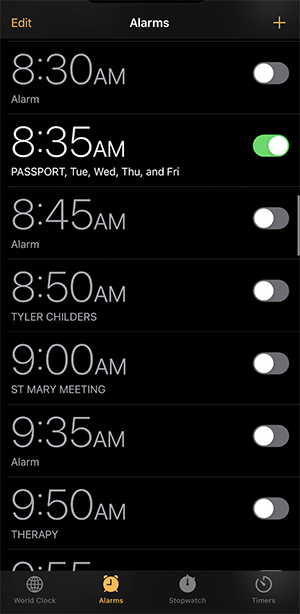 Edit Alarms +
8:30AM
Alarm
8:35AM
PASSPORT, Tue, Wed, Thu, and Fri
8:45AM
Alarm
8:50AM
TYLER CHILDERS
9:00AM
ST MARY MEETING
9:35AM
Alarm
9:50AM
THERAPY
World Clock Alarms Stopwatch Timers